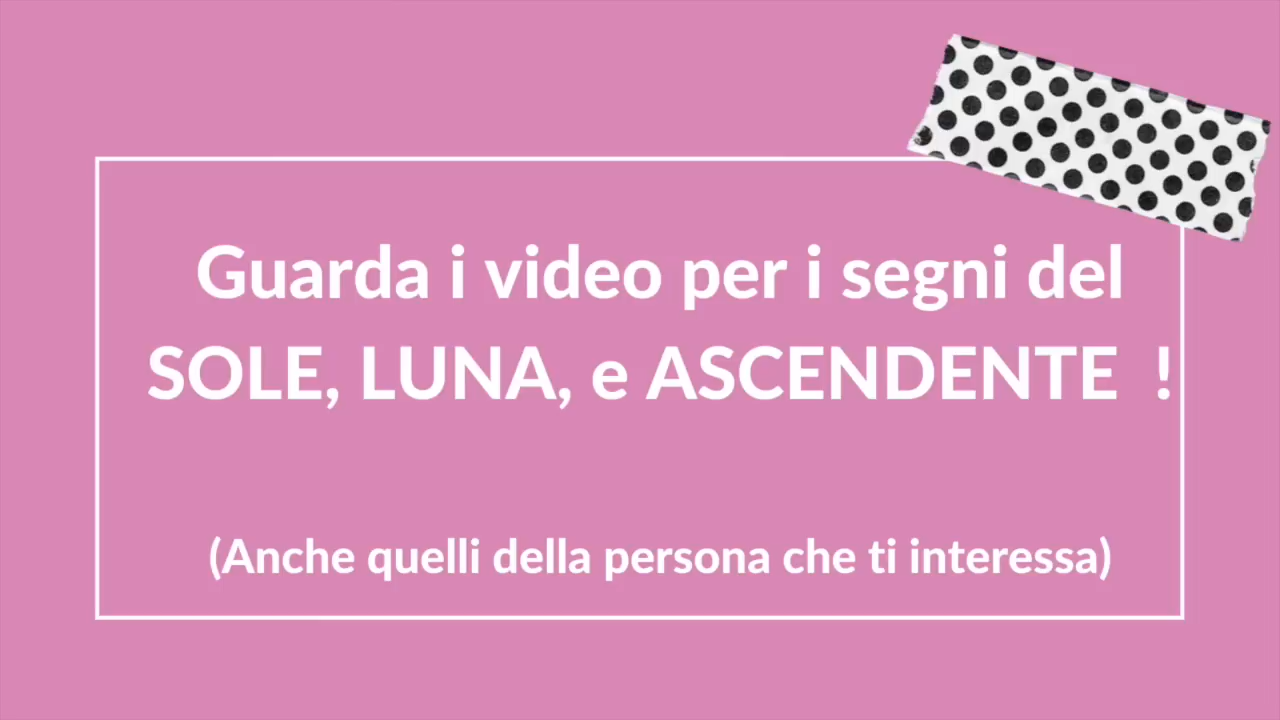 Guarda i video per i segni del
SOLE, LUNA, e ASCENDENTE !
(Anche quelli della persona che ti interessa)